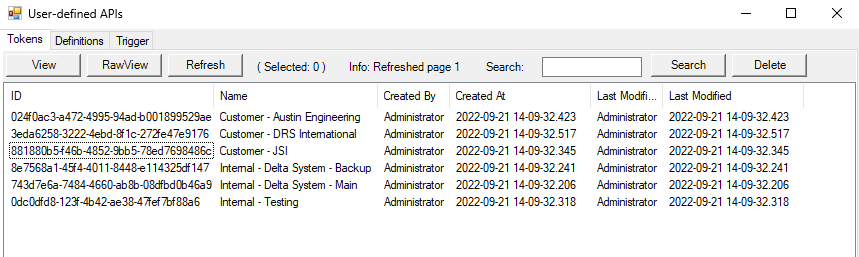 User-defined APIs
Tokens Definitions Trigger
View RawView Refresh ( Selected: 0 ) Info: Refreshed page 1 Search: Search Delete
ID Name Created By Created At Last Modifi... Last Modified
024f0ac3-a472-4995-94ad-b001899529ae Customer - Austin Engineering Administrator 2022-09-21 14-09-32.423 Administrator 2022-09-21 14-09-32.423
3eda6258-3222-4ebd-8f1c-272fe47e9176 Customer - DRS International Administrator 2022-09-21 14-09-32.517 Administrator 2022-09-21 14-09-32.517
881880b5-f46b-4852-9bb5-78ed7698486c Customer - JSI Administrator 2022-09-21 14-09-32.345 Administrator 2022-09-21 14-09-32.345
8e7568a1-45f4-4011-8448-e114325df147 Internal - Delta System - Backup Administrator 2022-09-21 14-09-32.241 Administrator 2022-09-21 14-09-32.241
743d7e6a-7484-4660-ab8b-08dfbd0b46a9 Internal - Delta System - Main Administrator 2022-09-21 14-09-32.206 Administrator 2022-09-21 14-09-32.206
0dc0dfd8-123f-4b42-ae38-47fef7bf88a6 Internal - Testing Administrator 2022-09-21 14-09-32.318 Administrator 2022-09-21 14-09-32.318